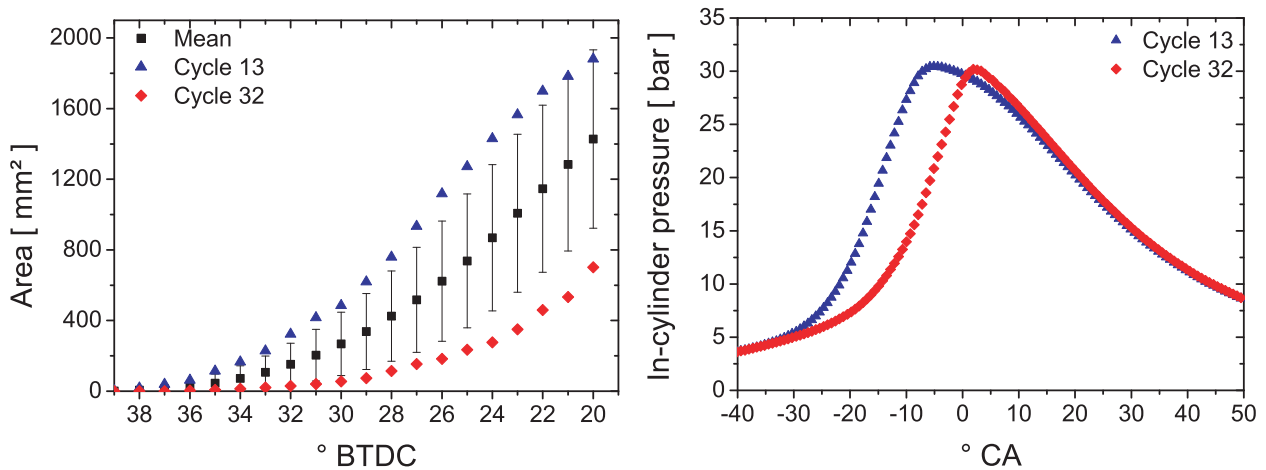 2000
1600
1200
800
400
0
Area [ mm² ]
Mean
Cycle 13
Cycle 32
38 36 34 32 30 28 26 24 22 20
° BTDC
35
30
25
20
15
10
5
0
In-cylinder pressure [ bar ]
Cycle 13
Cycle 32
-40 -30 -20 -10 0 10 20 30 40 50
° CA